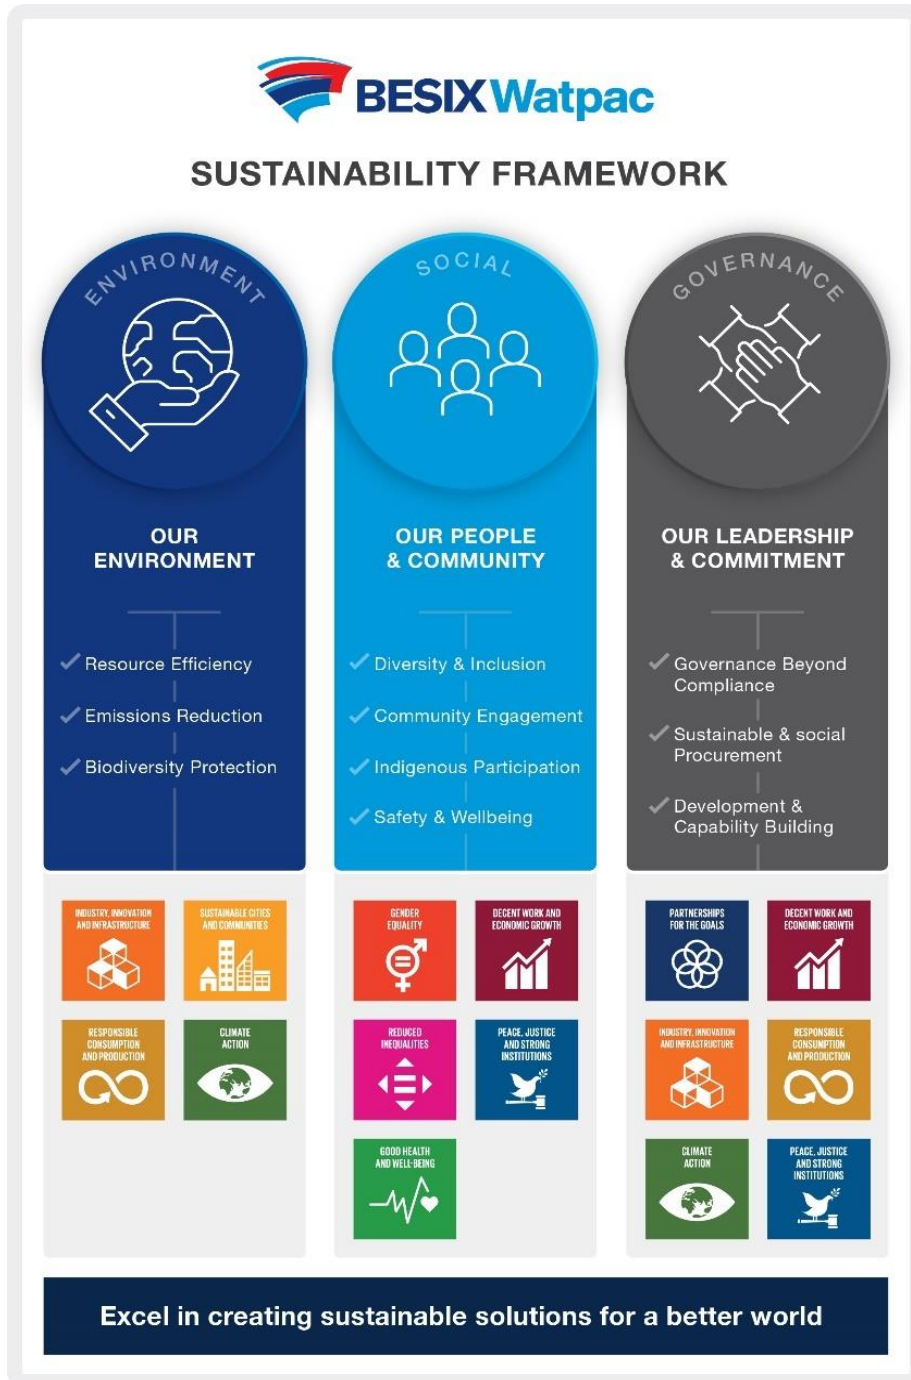 BESIX Watpac
SUSTAINABILITY FRAMEWORK
ENVIRONMENT
OUR
ENVIRONMENT
Resource Efficiency
Emissions Reduction
Biodiversity Protection
INDUSTRY, INNOVATION
AND INFRASTRUCTURE
SUSTAINABLE CITIES
AND COMMUNITIES
RESPONSIBLE
CONSUMPTION
AND PRODUCTION
CLIMATE
ACTION
SOCIAL
OUR PEOPLE
& COMMUNITY
Diversity & Inclusion
Community Engagement
Indigenous Participation
Safety & Wellbeing
GENDER
EQUALITY
DECENT WORK AND
ECONOMIC GROWTH
REDUCED
INEQUALITIES
PEACE, JUSTICE
AND STRONG
INSTITUTIONS
GOOD HEALTH
AND WELL-BEING
GOVERNANCE
OUR LEADERSHIP
& COMMITMENT
Governance Beyond
Compliance
Sustainable & social
Procurement
Development &
Capability Building
PARTNERSHIPS
FOR THE GOALS
DECENT WORK AND
ECONOMIC GROWTH
INDUSTRY, INNOVATION
AND INFRASTRUCTURE
RESPONSIBLE
CONSUMPTION
AND PRODUCTION
CLIMATE
ACTION
PEACE, JUSTICE
AND STRONG
INSTITUTIONS
Excel in creating sustainable solutions for a better world